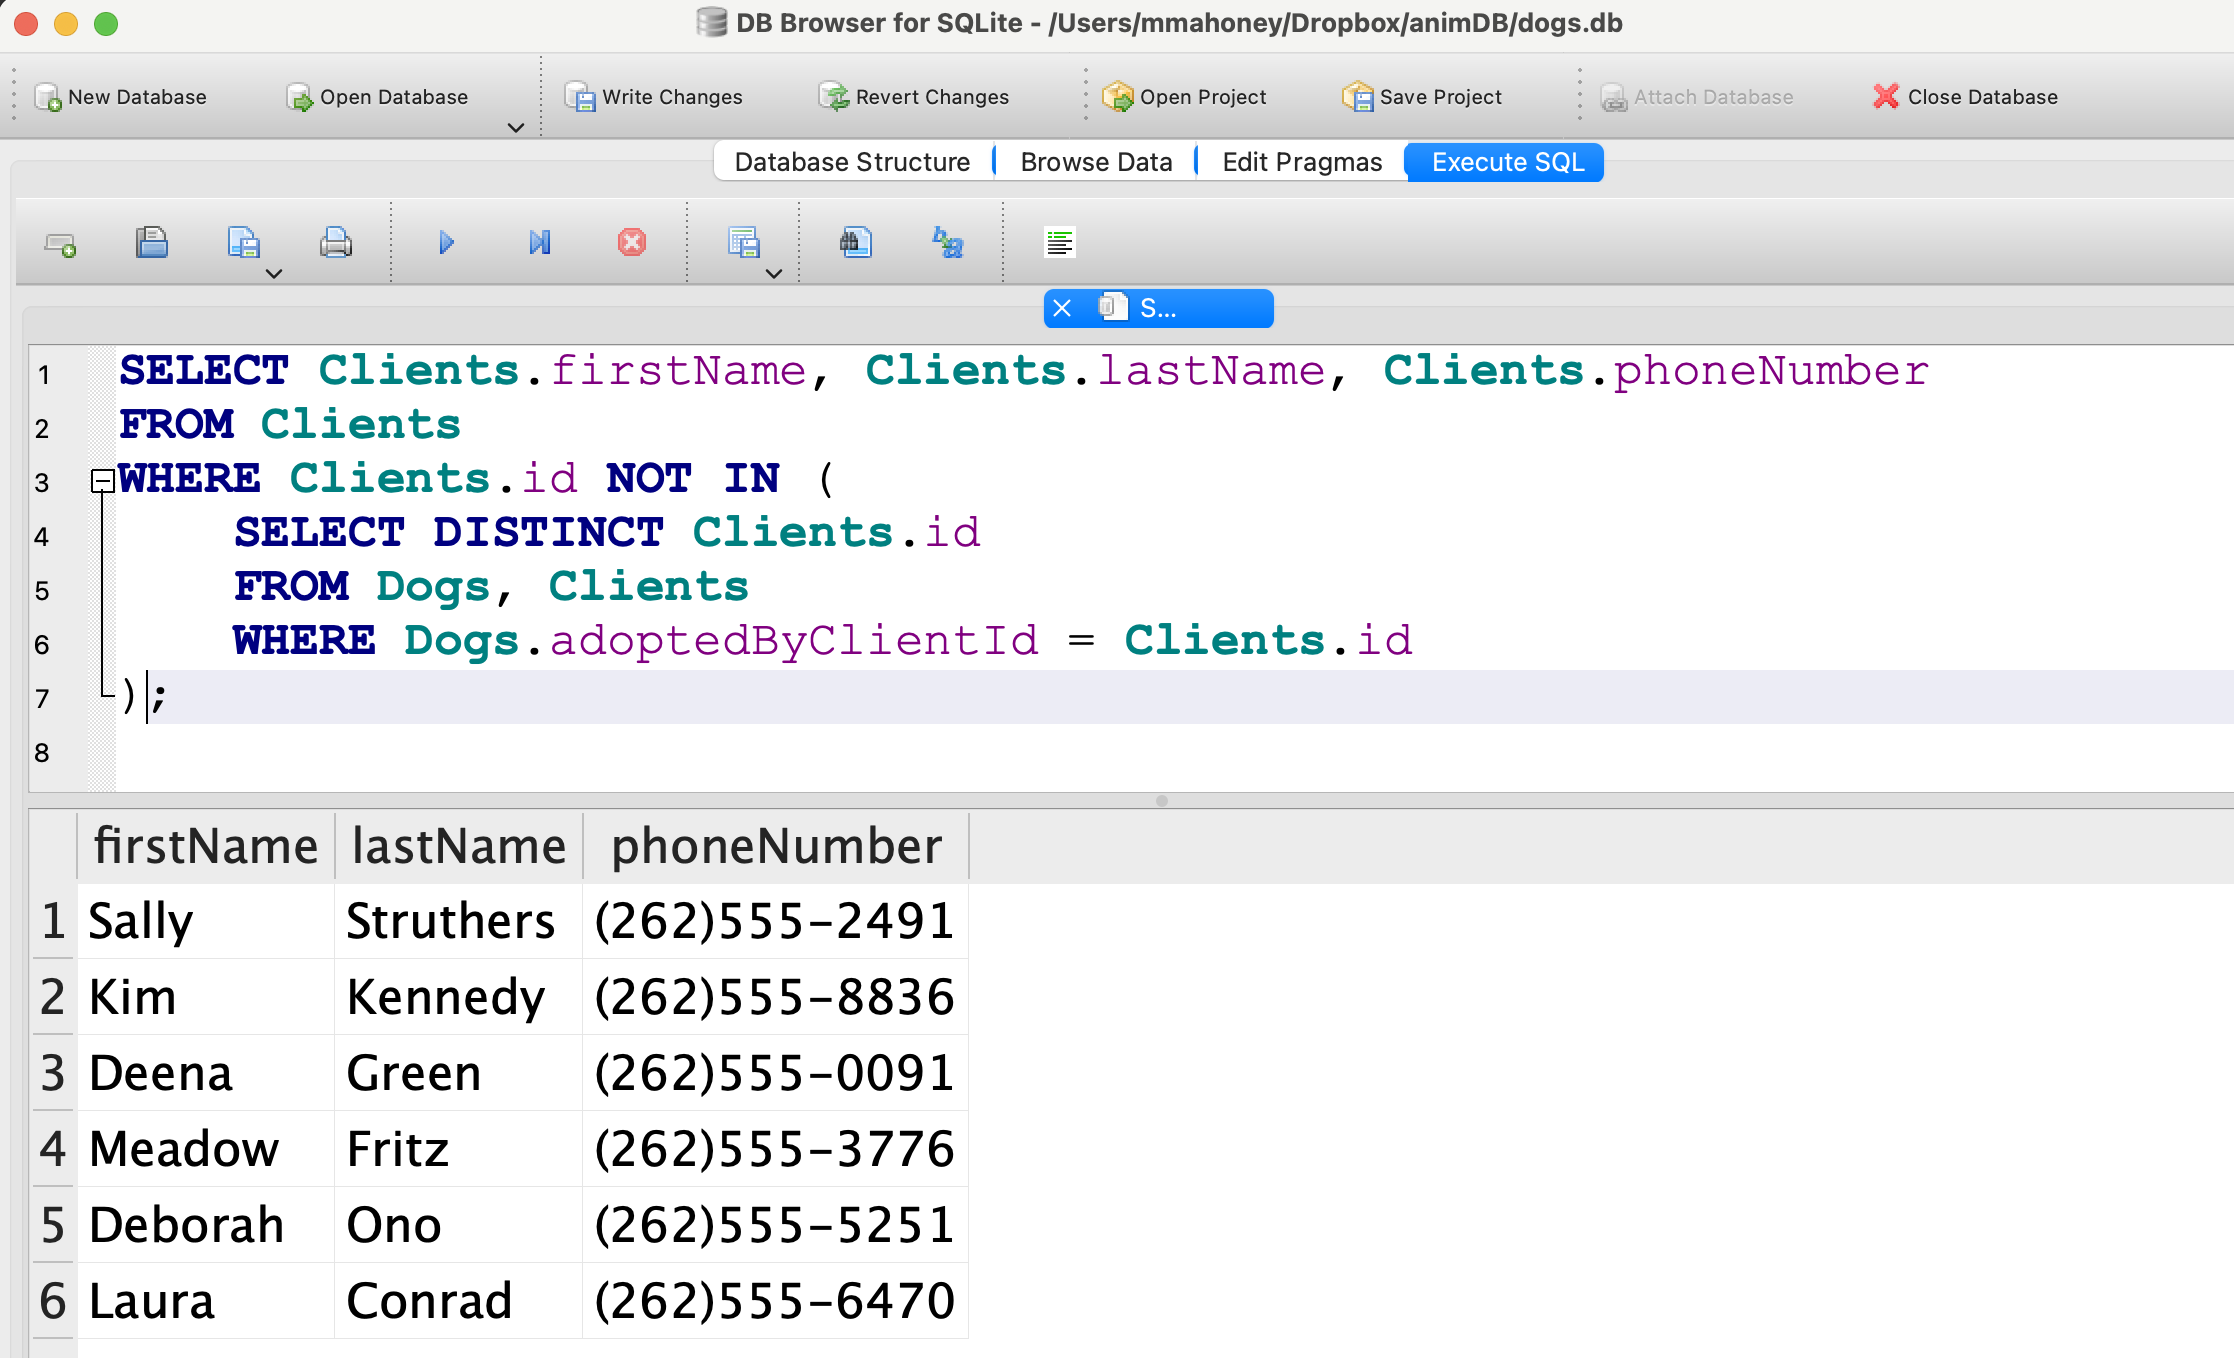 DB Browser for SQLite - /Users/mmahoney/Dropbox/animDB/dogs.db
New Database Open Database Write Changes Revert Changes Open Project Save Project Attach Database Close Database
Database Structure Browse Data Edit Pragmas Execute SQL
S...
1 SELECT Clients.firstName, Clients.lastName, Clients.phoneNumber
2 FROM Clients
3 WHERE Clients.id NOT IN (
4 SELECT DISTINCT Clients.id
5 FROM Dogs, Clients
6 WHERE Dogs.adoptedByClientId = Clients.id
7 );
8
firstName lastName phoneNumber
1 Sally Struthers (262)555-2491
2 Kim Kennedy (262)555-8836
3 Deena Green (262)555-0091
4 Meadow Fritz (262)555-3776
5 Deborah Ono (262)555-5251
6 Laura Conrad (262)555-6470